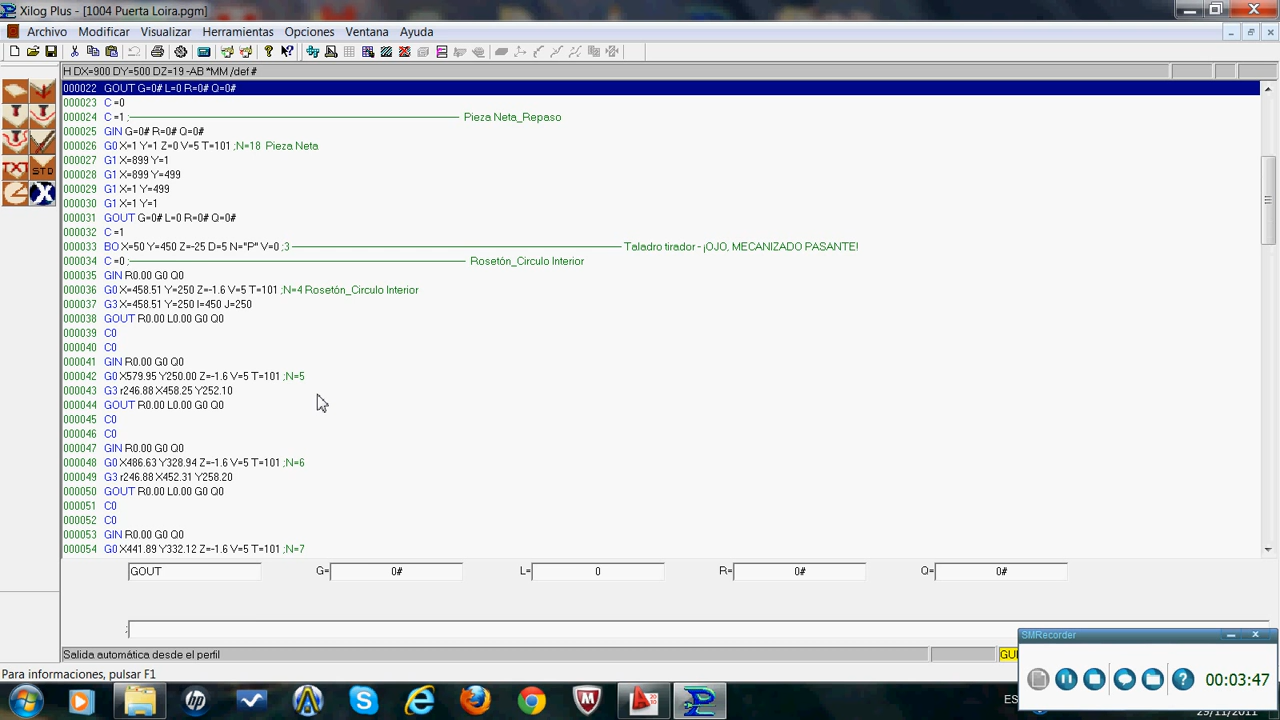 Xilog Plus - [1004 Puerta Loira.pgm]
Archivo Modificar Visualizar Herramientas Opciones Ventana Ayuda
H DX=900 DY=500 DZ=19 -AB *MM /def #
000022 GOUT G=0# L=0 R=0# Q=0#
000023 C =0
000024 C =1 ;—————————————————————— Pieza Neta_Repaso
000025 GIN G=0# R=0# Q=0#
000026 G0 X=1 Y=1 Z=0 V=5 T=101 ;N=18 Pieza Neta
000027 G1 X=899 Y=1
000028 G1 X=899 Y=499
000029 G1 X=1 Y=499
000030 G1 X=1 Y=1
000031 GOUT G=0# L=0 R=0# Q=0#
000032 C =1
000033 BO X=50 Y=450 Z=-25 D=5 N="P" V=0 ;3 —————————————————————— Taladro tirador - ¡OJO, MECANIZADO PASANTE!
000034 C =0 ;—————————————————————— Rosetón_Circulo Interior
000035 GIN R0.00 G0 Q0
000036 G0 X=458.51 Y=250 Z=-1.6 V=5 T=101 ;N=4 Rosetón_Circulo Interior
000037 G3 X=458.51 Y=250 I=450 J=250
000038 GOUT R0.00 L0.00 G0 Q0
000039 C0
000040 C0
000041 GIN R0.00 G0 Q0
000042 G0 X579.95 Y250.00 Z=-1.6 V=5 T=101 ;N=5
000043 G3 r246.88 X458.25 Y252.10
000044 GOUT R0.00 L0.00 G0 Q0
000045 C0
000046 C0
000047 GIN R0.00 G0 Q0
000048 G0 X486.63 Y328.94 Z=-1.6 V=5 T=101 ;N=6
000049 G3 r246.88 X452.31 Y258.20
000050 GOUT R0.00 L0.00 G0 Q0
000051 C0
000052 C0
000053 GIN R0.00 G0 Q0
000054 G0 X441.89 Y332.12 Z=-1.6 V=5 T=101 ;N=7
TXT STD
GOUT G= 0# L= 0 R= 0# Q= 0#
;
SMRecorder
Salida automática desde el perfil
00:03:47
Para informaciones, pulsar F1
ES
29/11/2011